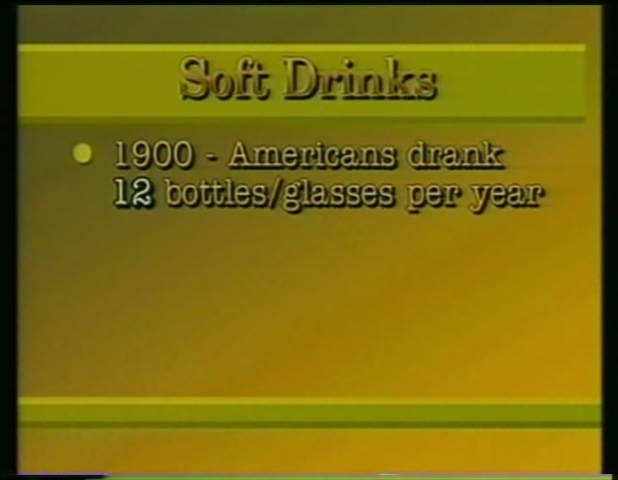 Soft Drinks
1900 - Americans drank
12 bottles/glasses per year